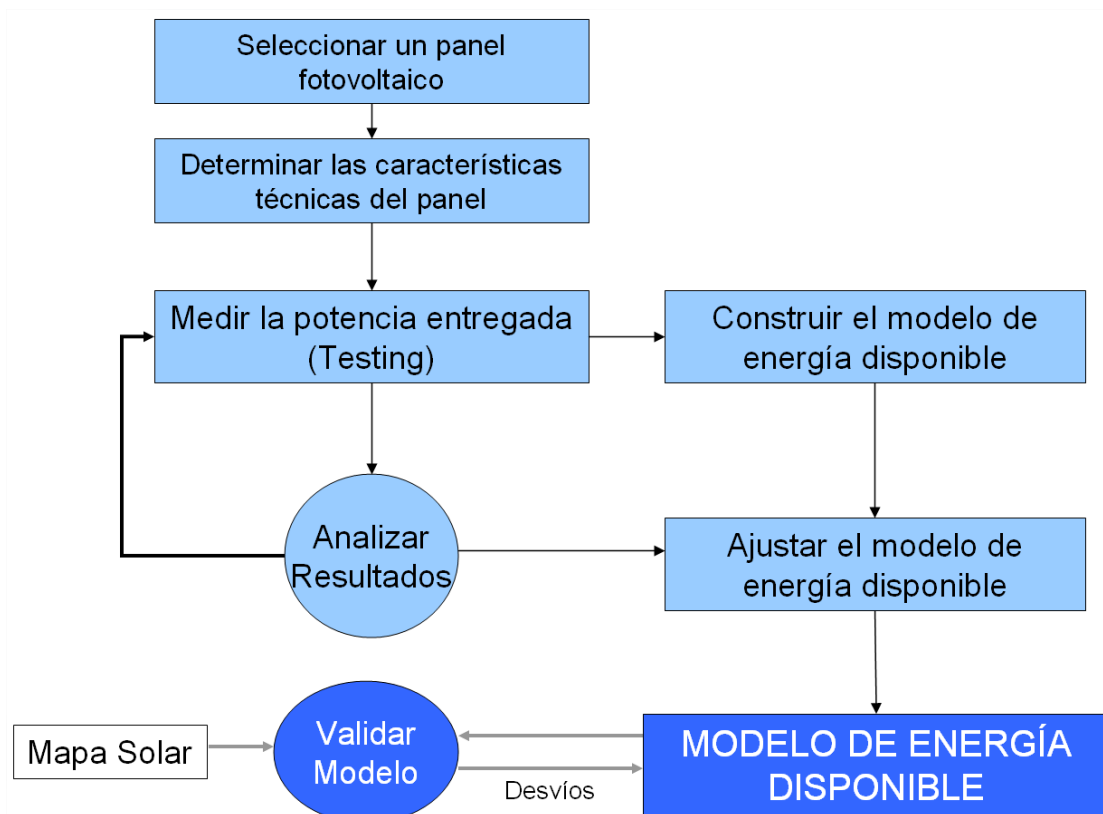 Seleccionar un panel
fotovoltaico
Determinar las característícas
técnicas del panel
Medir la potencia entregada
(Testing)
Construir el modelo de
energía disponible
Analizar
Resultados
Ajustar el modelo de
energía disponible
Mapa Solar
Validar
Modelo
Desvíos
MODELO DE ENERGÍA
DISPONIBLE